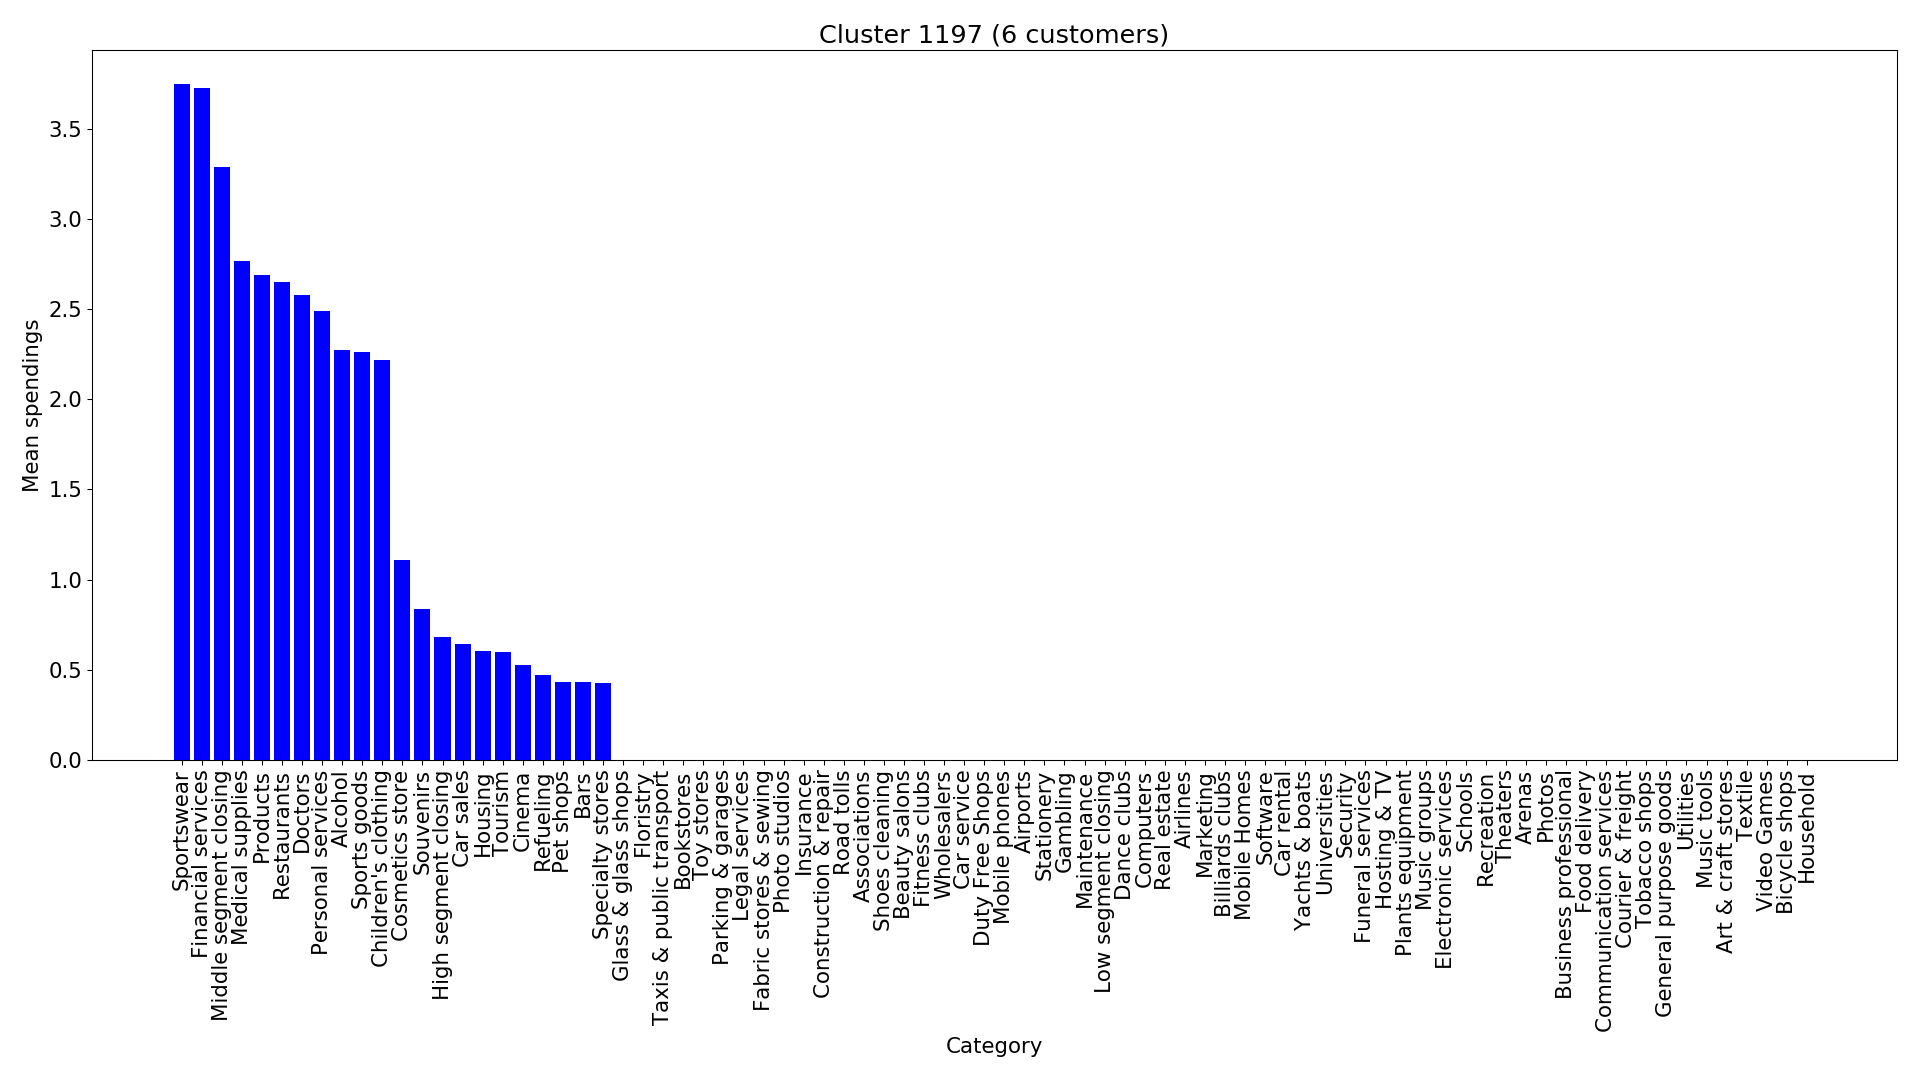 Cluster 1197 (6 customers)
Mean spendings
3.5
3.0
2.5
2.0
1.5
1.0
0.5
0.0
Sportswear
Financial services
Middle segment closing
Medical supplies
Products
Restaurants
Doctors
Personal services
Alcohol
Sports goods
Children's clothing
Cosmetics store
Souvenirs
High segment closing
Car sales
Housing
Tourism
Cinema
Refueling
Pet shops
Bars
Specialty stores
Glass & glass shops
Floristry
Taxis & public transport
Bookstores
Toy stores
Parking & garages
Legal services
Fabric stores & sewing
Photo studios
Insurance
Construction & repair
Road tolls
Associations
Shoes cleaning
Beauty salons
Fitness clubs
Wholesalers
Car service
Duty Free Shops
Mobile phones
Airports
Stationery
Gambling
Maintenance
Low segment closing
Dance clubs
Computers
Real estate
Airlines
Marketing
Billiards clubs
Mobile Homes
Software
Car rental
Yachts & boats
Universities
Security
Funeral services
Hosting & TV
Plants equipment
Music groups
Electronic services
Schools
Recreation
Theaters
Arenas
Photos
Business professional
Food delivery
Communication services
Courier & freight
Tobacco shops
General purpose goods
Utilities
Music tools
Art & craft stores
Textile
Video Games
Bicycle shops
Household
Category